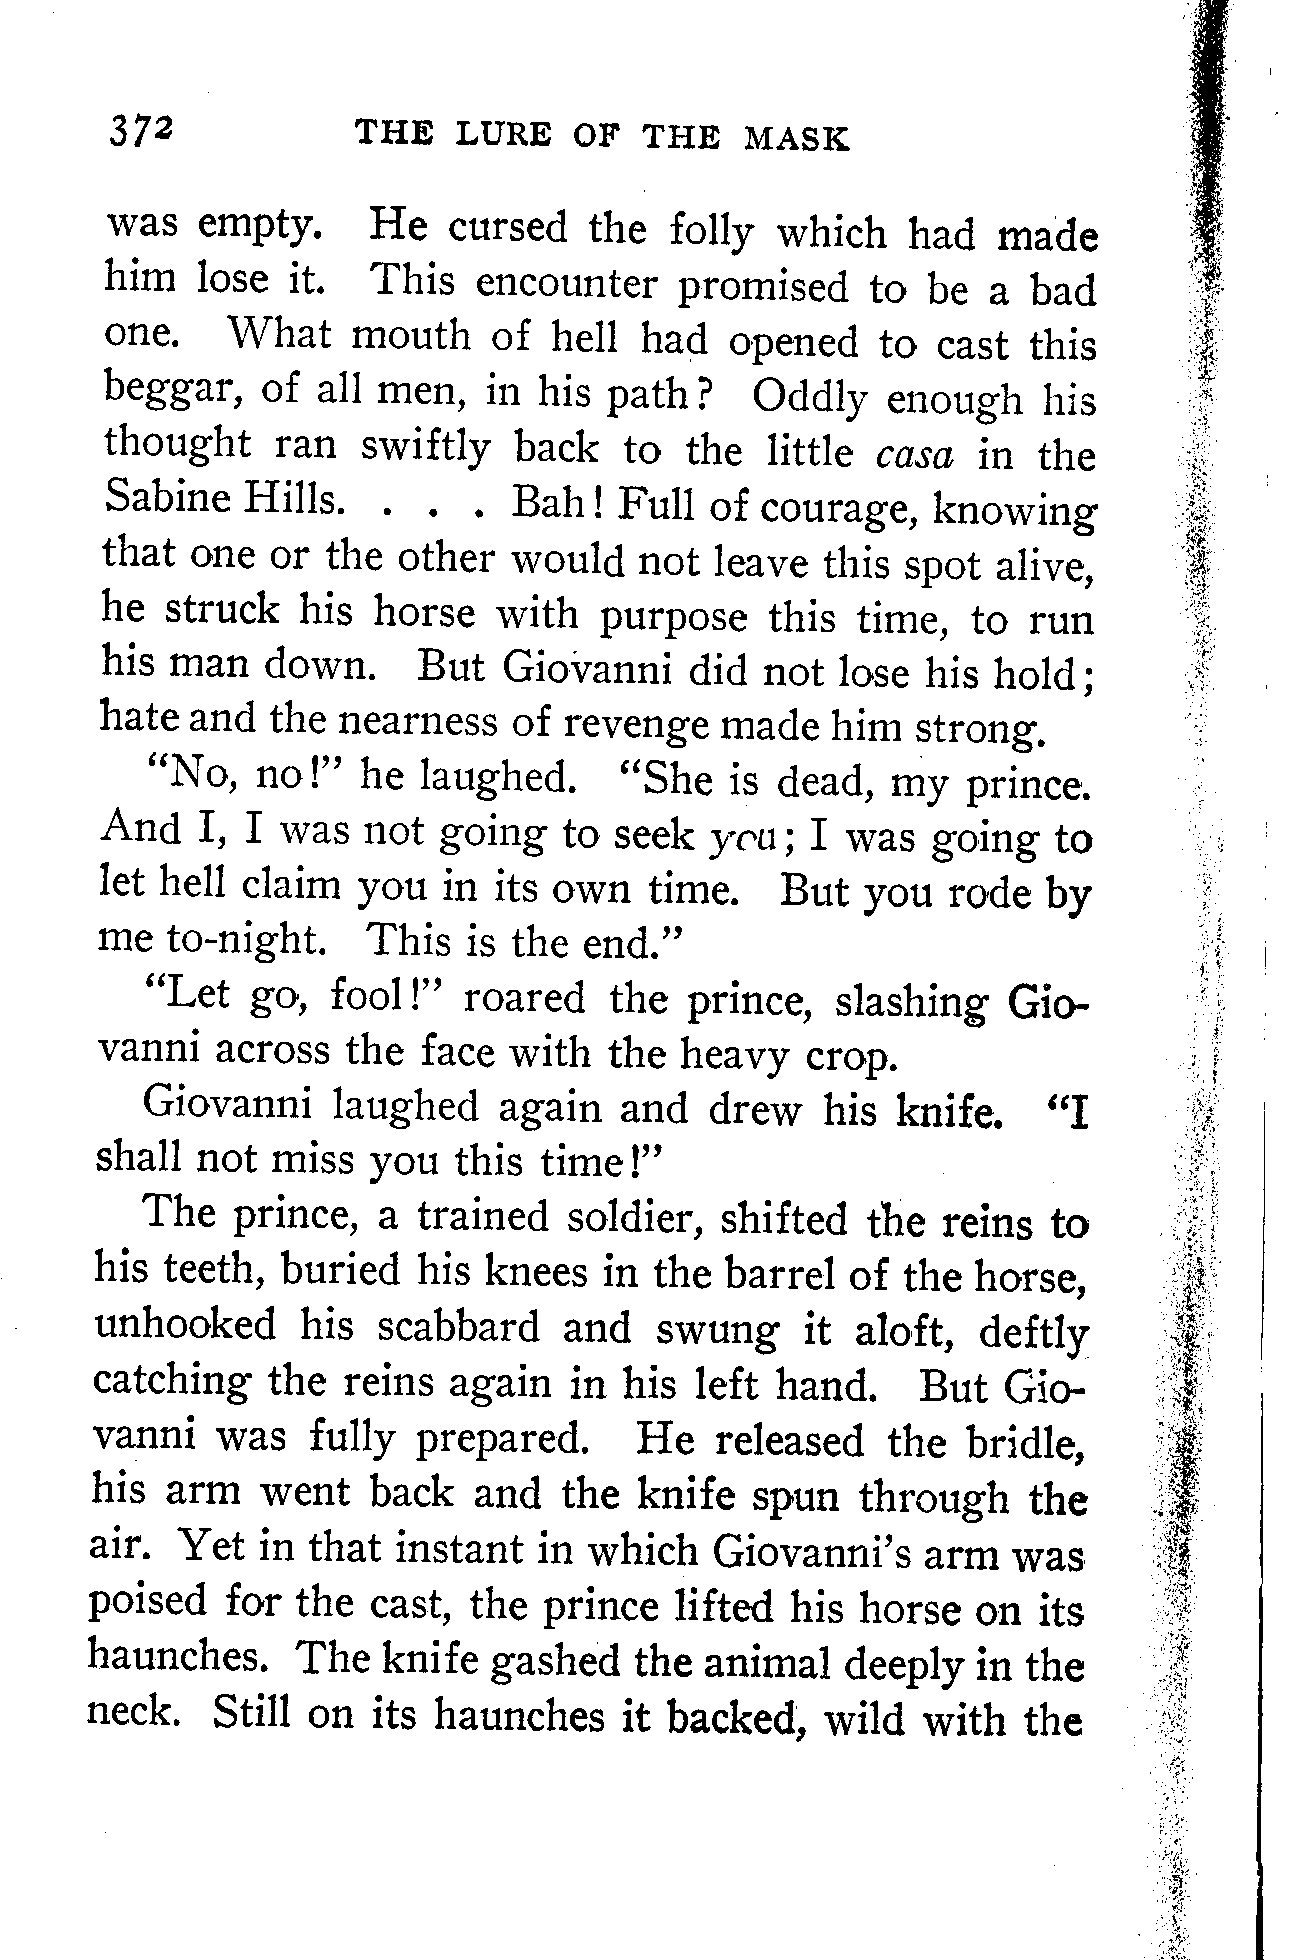 372 THE LURE OF THE MASK
was empty. He cursed the folly which had made
him lose it. This encounter promised to be a bad
one. What mouth of hell had opened to cast this
beggar, of all men, in his path? Oddly enough his
thought ran swiftly back to the little casa in the
Sabine Hills. . . . Bah! Full of courage, knowing
that one or the other would not leave this spot alive,
he struck his horse with purpose this time, to run
his man down. But Giovanni did not lose his hold;
hate and the nearness of revenge made him strong.
“No, no!” he laughed. “She is dead, my prince.
And I, I was not going to seek you; I was going to
let hell claim you in its own time. But you rode by
me to-night. This is the end.”
“Let go, fool!” roared the prince, slashing Gio-
vanni across the face with the heavy crop.
Giovanni laughed again and drew his knife. “I
shall not miss you this time!”
The prince, a trained soldier, shifted the reins to
his teeth, buried his knees in the barrel of the horse,
unhooked his scabbard and swung it aloft, deftly
catching the reins again in his left hand. But Gio-
vanni was fully prepared. He released the bridle,
his arm went back and the knife spun through the
air. Yet in that instant in which Giovanni’s arm was
poised for the cast, the prince lifted his horse on its
haunches. The knife gashed the animal deeply in the
neck. Still on its haunches it backed, wild with the